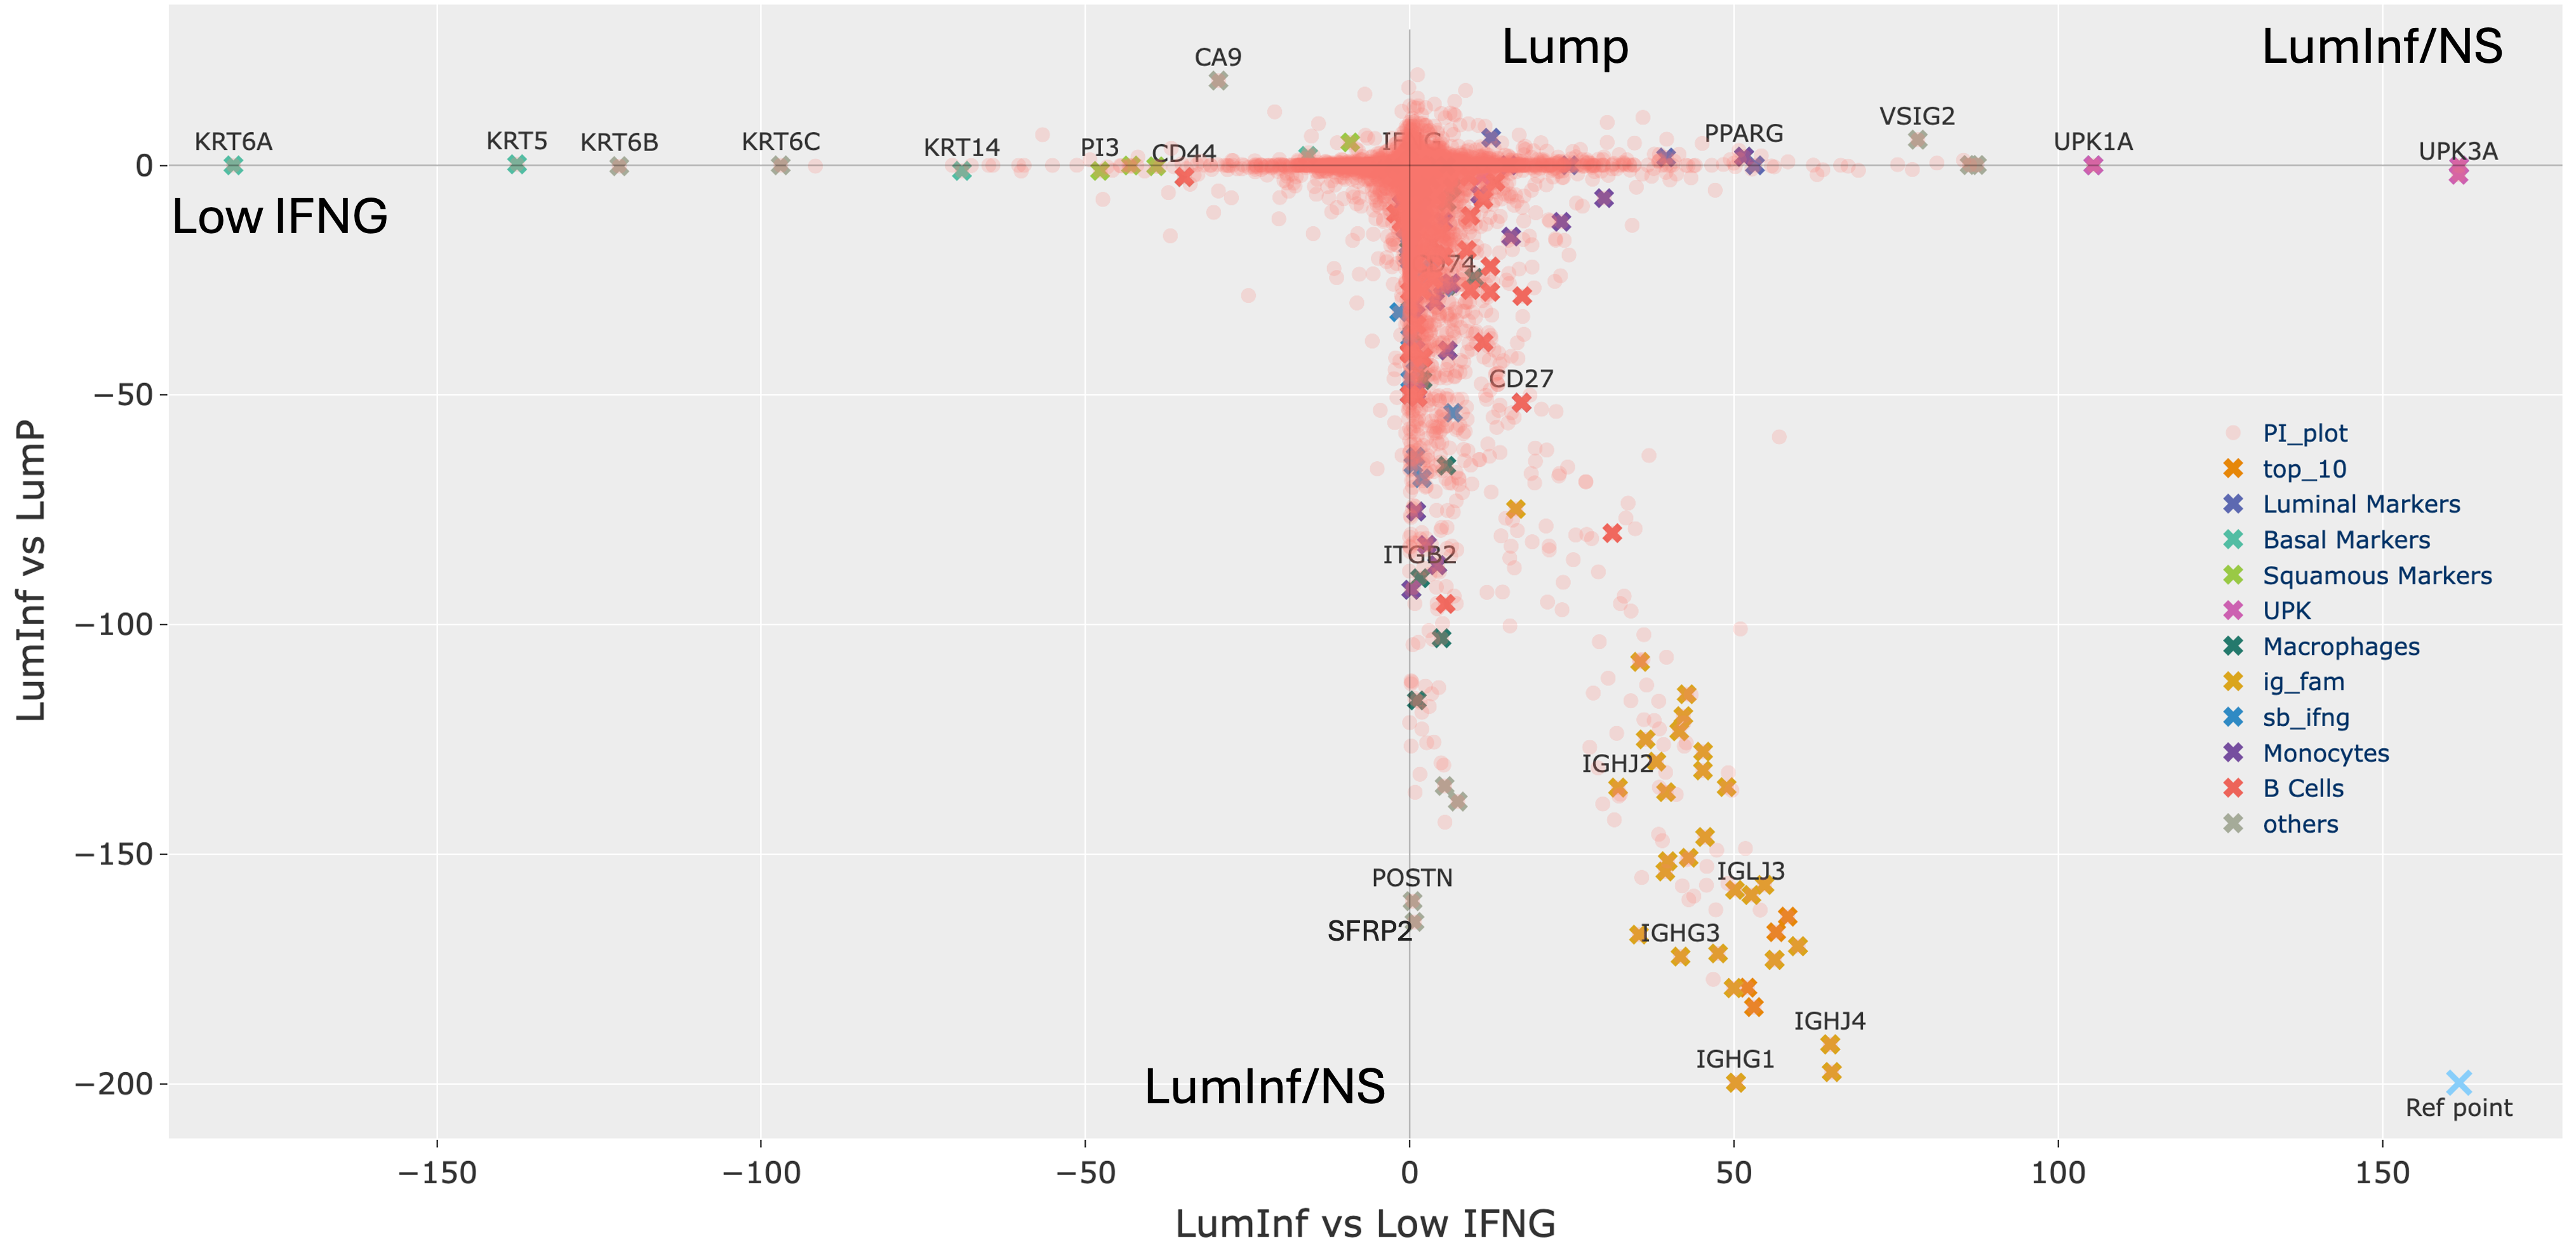 Lump
LumInf/NS
CA9
VSIG2
KRT6A
KRT5
KRT6B
KRT6C
KRT14
PI3
CD44
PPARG
UPK1A
UPK3A
0
Low IFNG
CD27
−50
ITGB2
−100
IGHJ2
−150
POSTN
IGLJ3
SFRP2
IGHG3
IGHJ4
IGHG1
LumInf/NS
−200
Ref point
PI_plot
top_10
Luminal Markers
Basal Markers
Squamous Markers
UPK
Macrophages
ig_fam
sb_ifng
Monocytes
B Cells
others
−150 −100 −50 0 50 100 150
LumInf vs Low IFNG
LumInf vs LumP